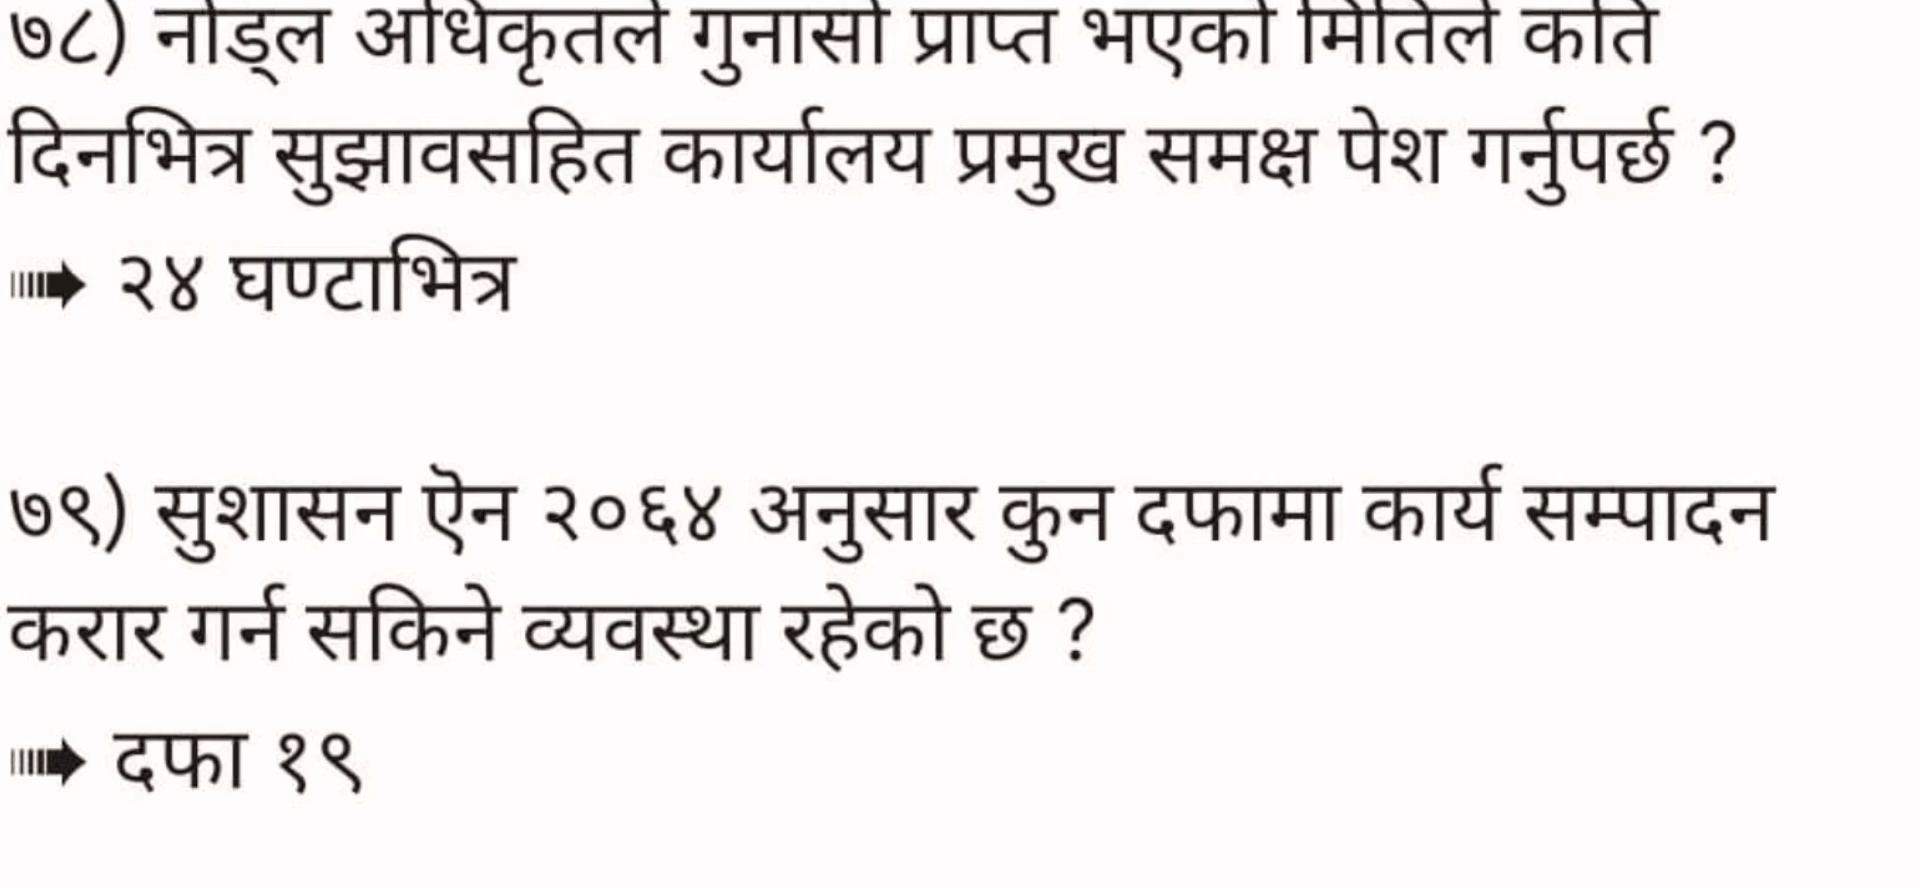 ७८) नोड्ल अधिकृतले गुनासो प्राप्त भएको मितिले कति
दिनभित्र सुझावसहित कार्यालय प्रमुख समक्ष पेश गर्नुपर्छ ?
➠ २४ घण्टाभित्र
७९) सुशासन ऐन २०६४ अनुसार कुन दफामा कार्य सम्पादन
करार गर्न सकिने व्यवस्था रहेको छ ?
➠ दफा १९